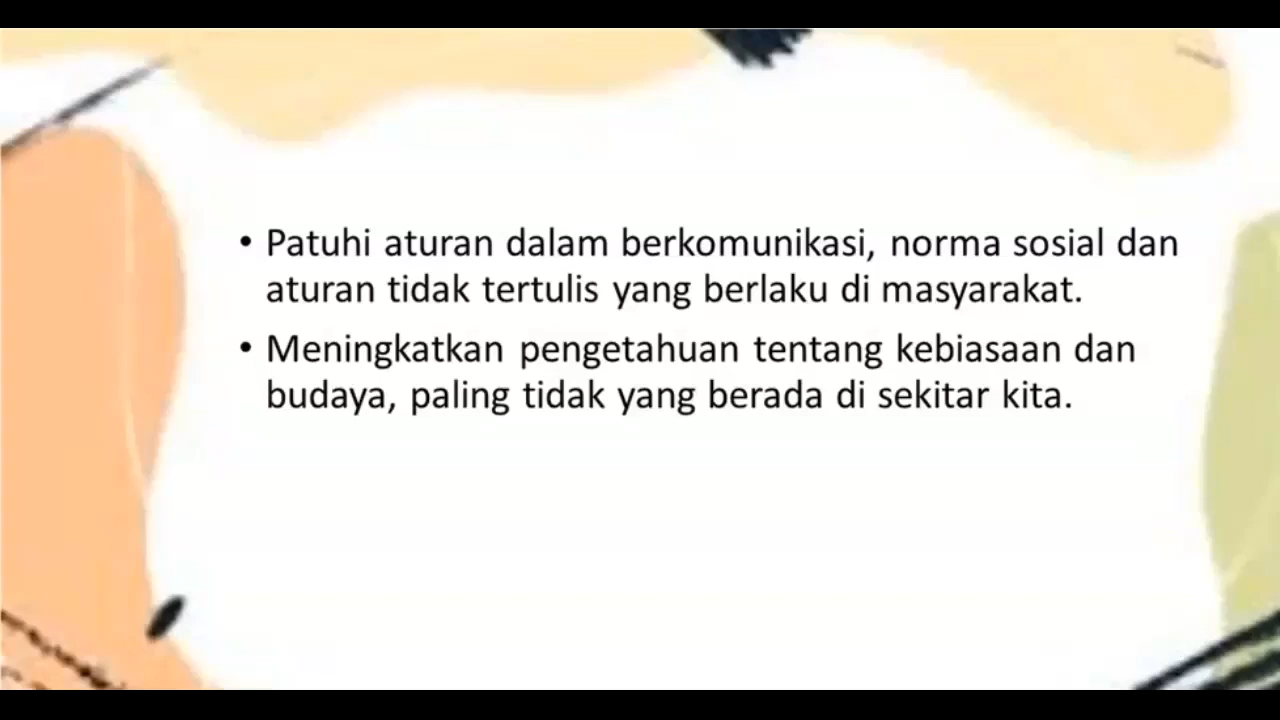 • Patuhi aturan dalam berkomunikasi, norma sosial dan
aturan tidak tertulis yang berlaku di masyarakat.
• Meningkatkan pengetahuan tentang kebiasaan dan
budaya, paling tidak yang berada di sekitar kita.